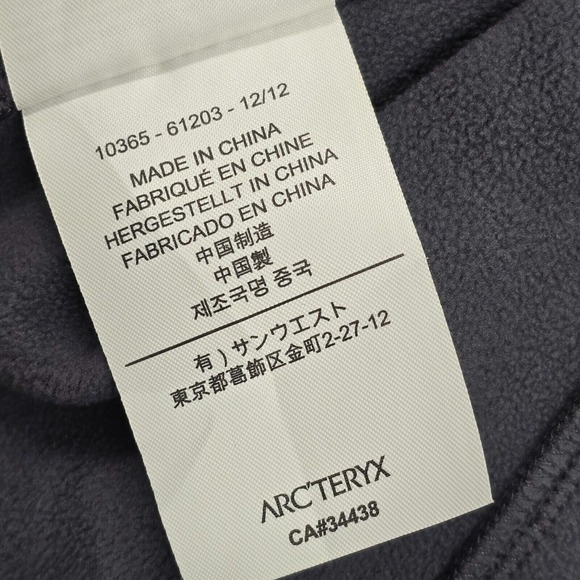 10365 - 61203 - 12/12
MADE IN CHINA
FABRIQUÉ EN CHINE
HERGESTELLT IN CHINA
FABRICADO EN CHINA
中国制造
中国製
제조국명 중국
有）サンウエスト
東京都葛飾区金町2-27-12
ARC'TERYX
CA#34438